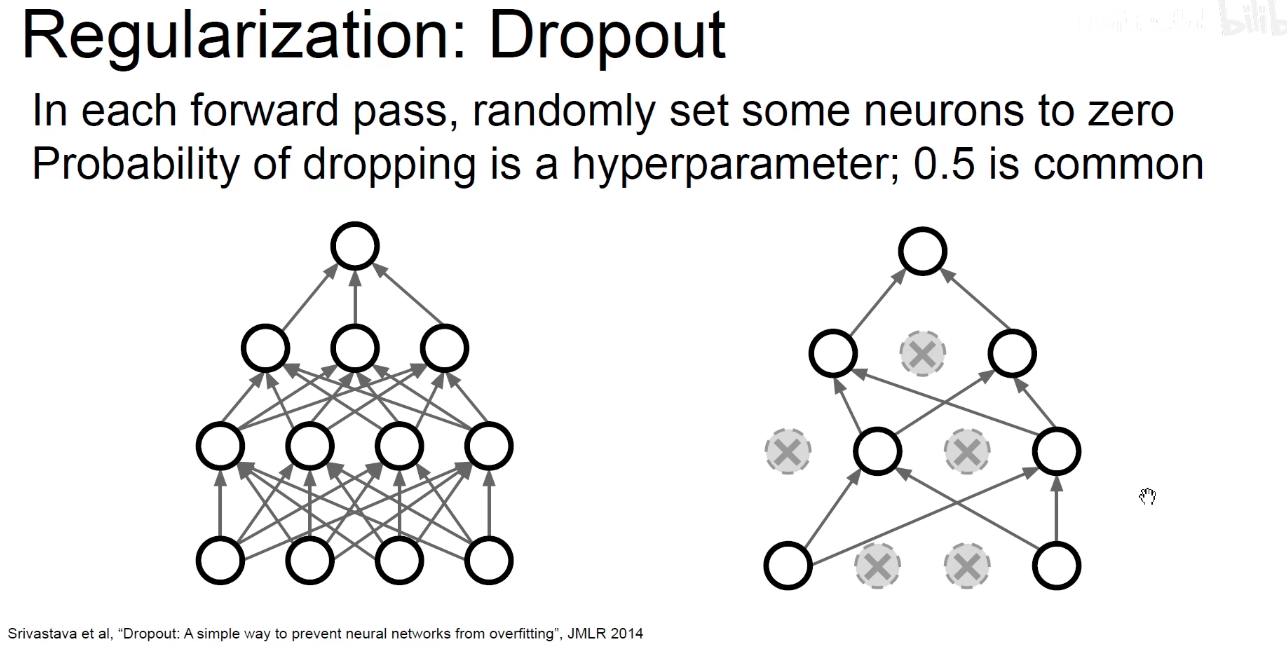 Regularization: Dropout
In each forward pass, randomly set some neurons to zero
Probability of dropping is a hyperparameter; 0.5 is common
Srivastava et al, “Dropout: A simple way to prevent neural networks from overfitting”, JMLR 2014